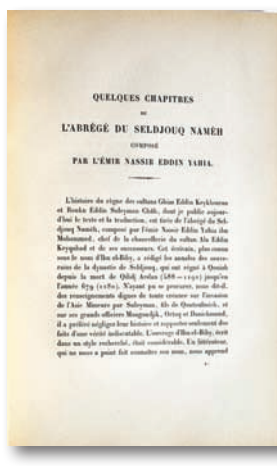 QUELQUES CHAPITRES
DE
L'ABRÉGÉ DU SELDJOUQ NAMÈH
COMPOSÉ
PAR L'ÉMIR NASSIR EDDIN YAHIA.
L'histoire du règne des sultans Ghias Eddin Keykhosrau
et Roukn Eddin Suleyman Châh, dont je publie aujour-
d'hui le texte et la traduction, est tirée de l'abrégé du Sel-
djouq Namèh, composé par l'émir Nassir Eddin Yahia ibn
Mohammed, chef de la chancellerie du sultan Ala Eddin
Keyqobad et de ses successeurs. Cet écrivain, plus connu
sous le nom d'Ibn el-Biby, a rédigé les annales des souve-
rains de la dynastie de Seldjouq, qui ont régné à Qonièh
depuis la mort de Qilidj Arslan (588-1192) jusqu'en
l'année 679 (1280). N'ayant pu se procurer, nous dit-il,
des renseignements dignes de toute créance sur l'invasion
de l'Asie Mineure par Suleyman, fils de Qoutoulmich, et
sur ses grands officiers Mengoudjik, Ortoq et Danichmend,
il a préféré négliger leur histoire et rapporter seulement des
faits d'une vérité indiscutable. L'ouvrage d'Ibn el-Biby, écrit
dans un style recherché, était considérable. Un littérateur,
qui ne nous a point fait connaître son nom, nous apprend